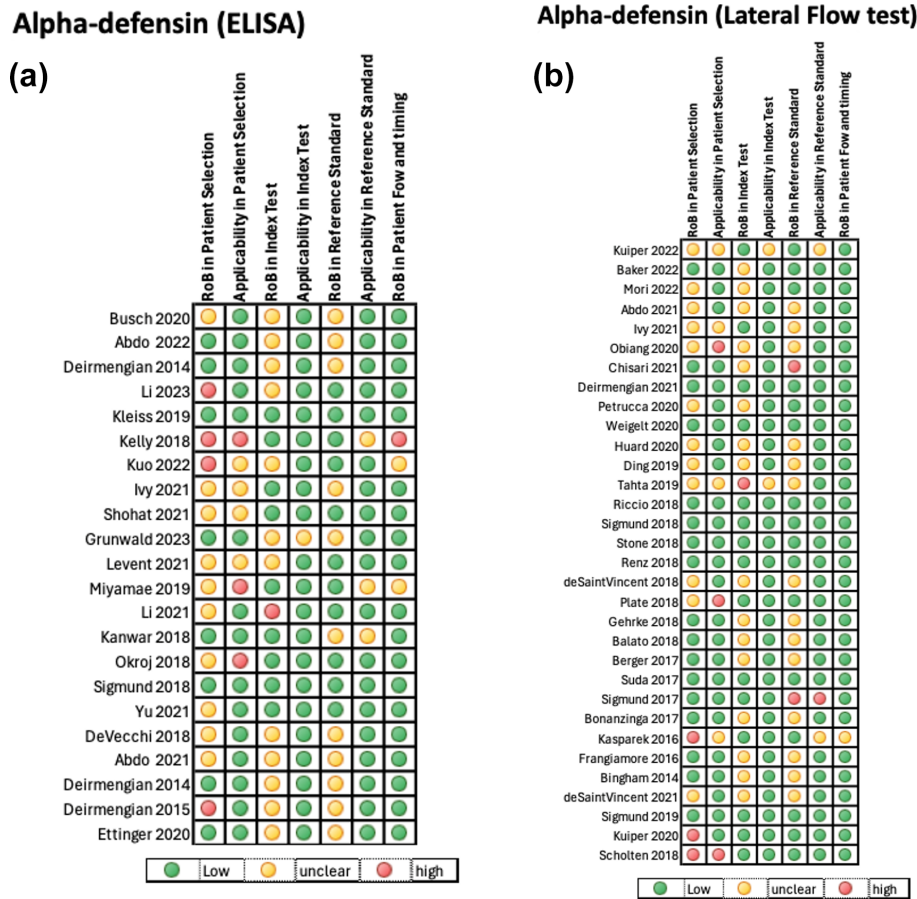 Alpha-defensin (ELISA)
(a)
RoB in Patient Selection
Applicability in Patient Selection
RoB in Index Test
Applicability in Index Test
RoB in Reference Standard
Applicability in Reference Standard
RoB in Patient Fow and timing
Busch 2020
Abdo 2022
Deirmengian 2014
Li 2023
Kleiss 2019
Kelly 2018
Kuo 2022
Ivy 2021
Shohat 2021
Grunwald 2023
Levent 2021
Miyamae 2019
Li 2021
Kanwar 2018
Okroj 2018
Sigmund 2018
Yu 2021
DeVecchi 2018
Abdo 2021
Deirmengian 2014
Deirmengian 2015
Ettinger 2020
Low unclear high
Alpha-defensin (Lateral Flow test)
(b)
RoB in Patient Selection
Applicability in Patient Selection
RoB in Index Test
Applicability in Index Test
RoB in Reference Standard
Applicability in Reference Standard
RoB in Patient Fow and timing
Kuiper 2022
Baker 2022
Mori 2022
Abdo 2021
Ivy 2021
Obiang 2020
Chisari 2021
Deirmengian 2021
Petrucca 2020
Weigelt 2020
Huard 2020
Ding 2019
Tahta 2019
Riccio 2018
Sigmund 2018
Stone 2018
Renz 2018
deSaintVincent 2018
Plate 2018
Gehrke 2018
Balato 2018
Berger 2017
Suda 2017
Sigmund 2017
Bonanzinga 2017
Kasparek 2016
Frangiamore 2016
Bingham 2014
deSaintVincent 2021
Sigmund 2019
Kuiper 2020
Scholten 2018
Low unclear high